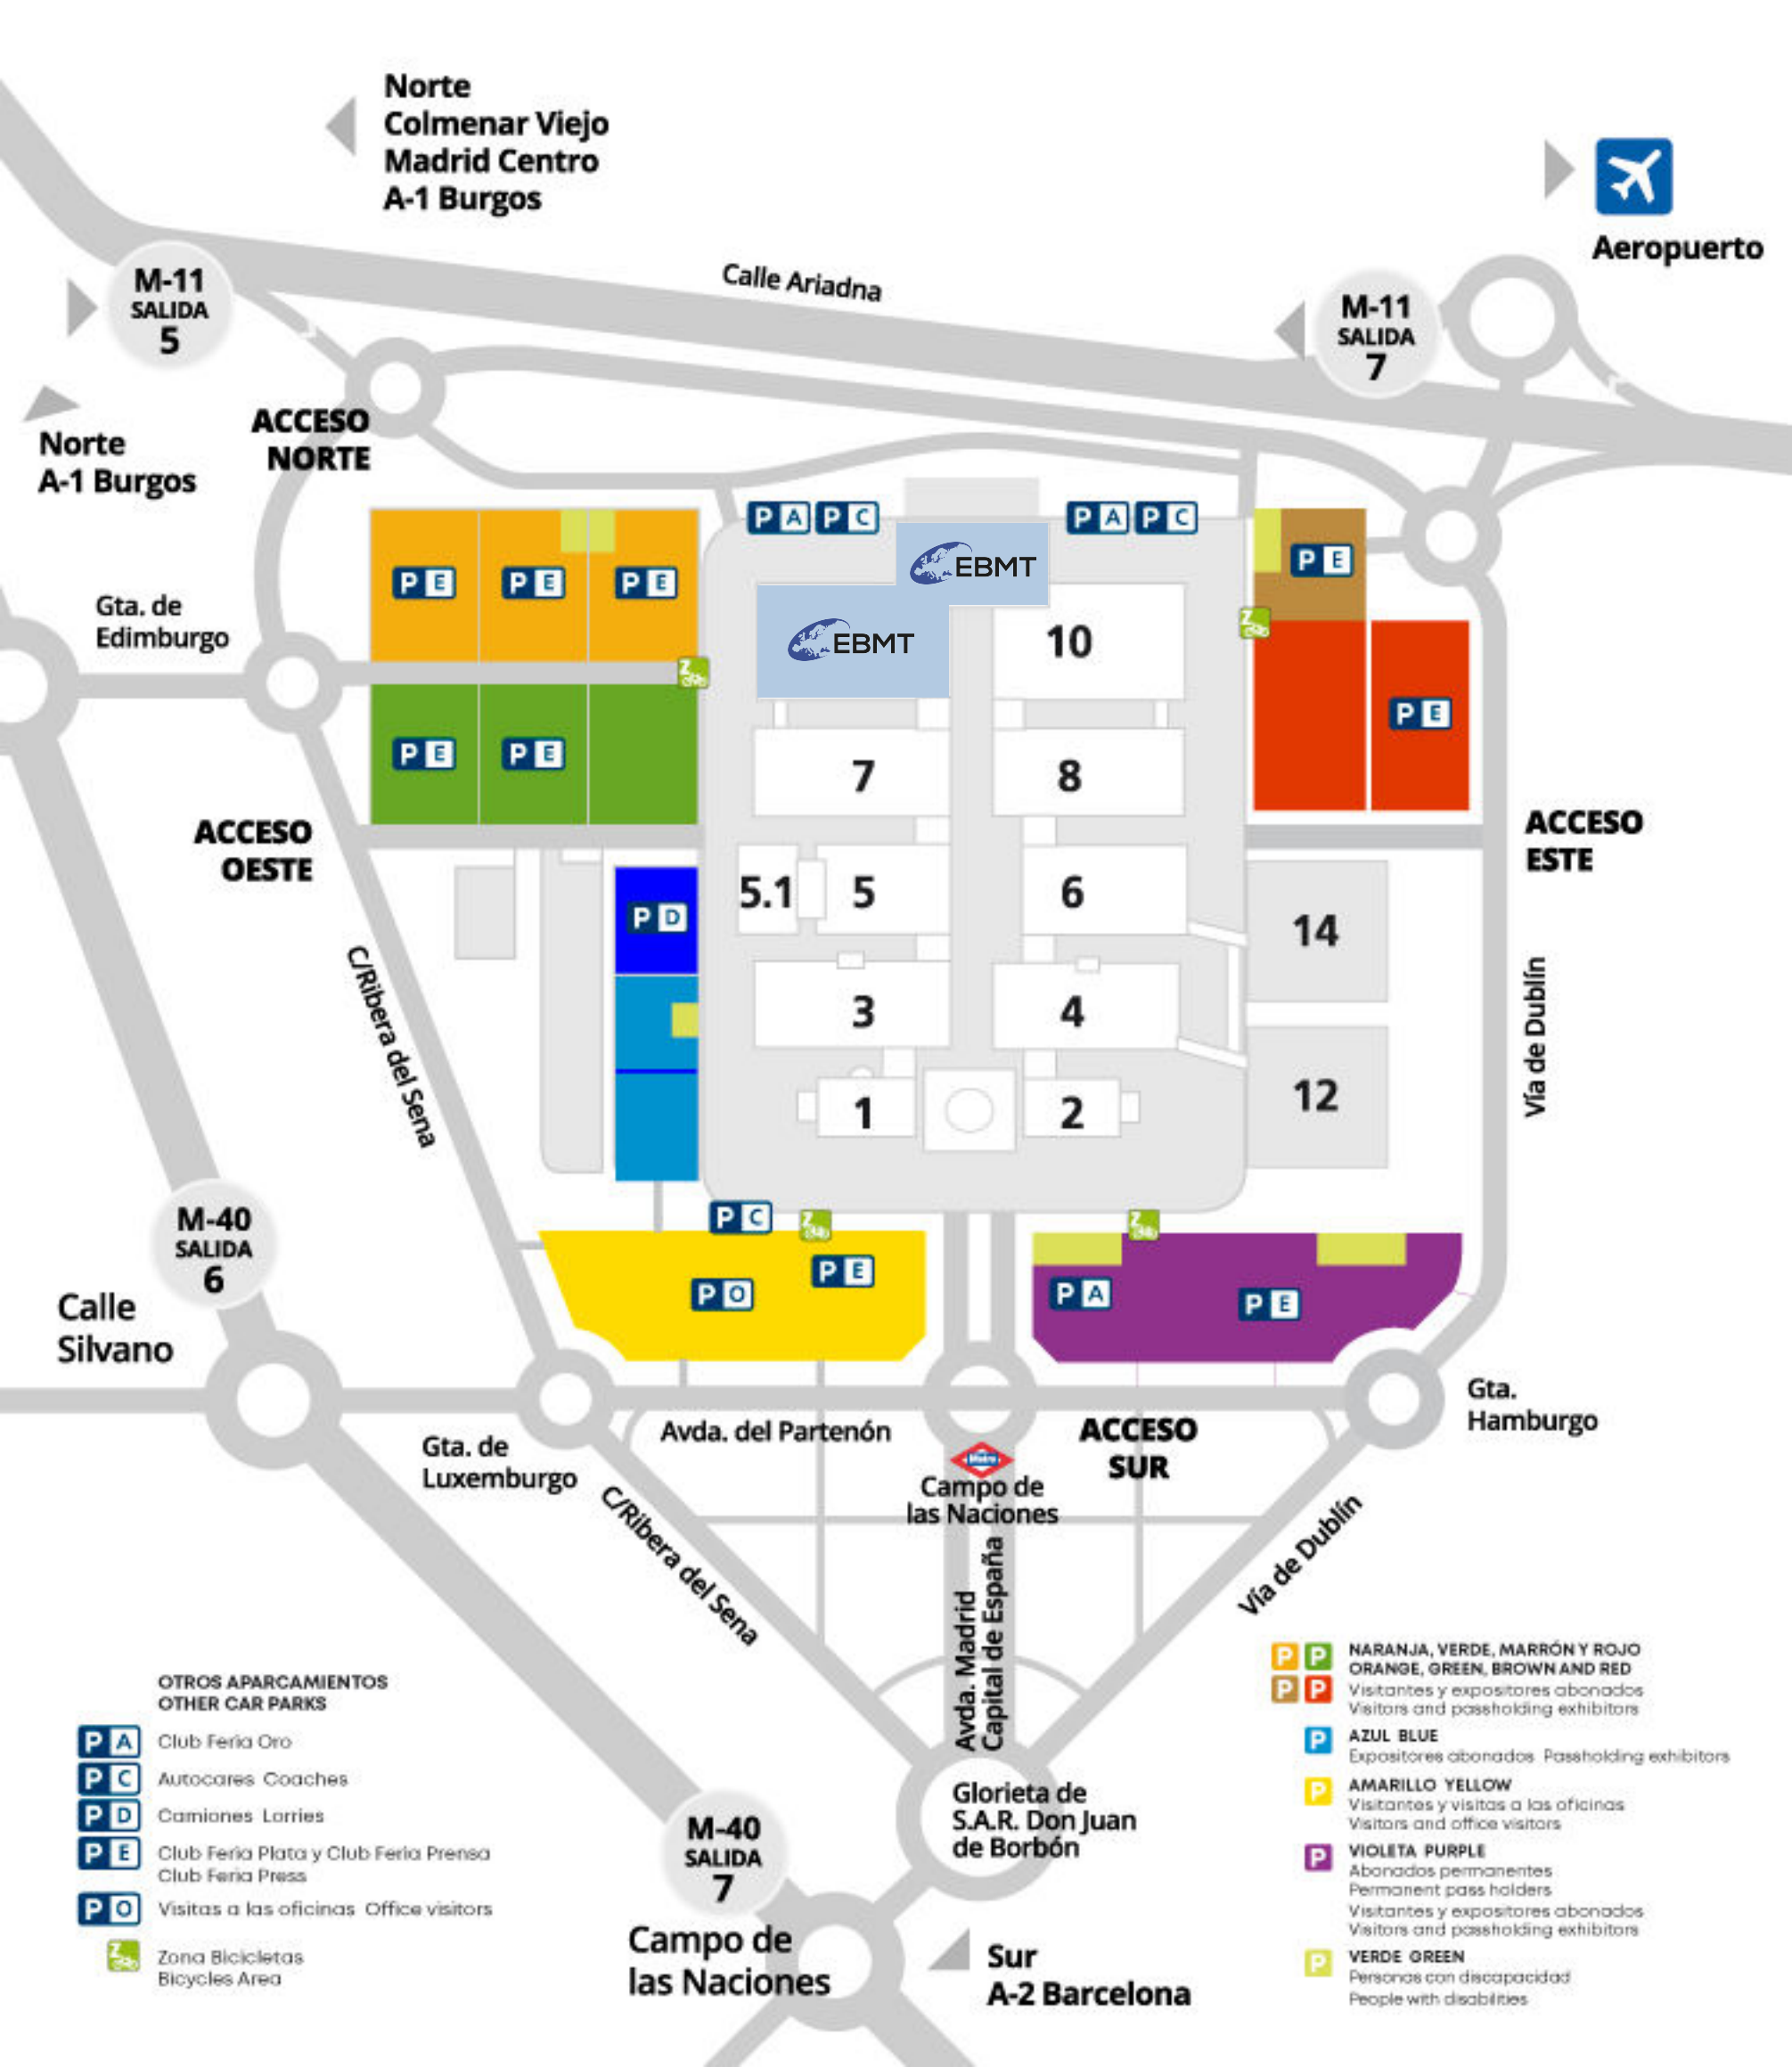 Norte
Colmenar Viejo
Madrid Centro
A-1 Burgos
Aeropuerto
Calle Ariadna
M-11
SALIDA
5
M-11
SALIDA
7
ACCESO
NORTE
Norte
A-1 Burgos
P A P C
P A P C
EBMT
P E
P E
P E
P E
Gta. de
Edimburgo
EBMT
10
P E
P E
P E
7
8
ACCESO
OESTE
ACCESO
ESTE
P D
5.1
5
6
14
C/Ribera del Sena
Vía de Dublín
3
4
12
1
2
M-40
SALIDA
6
P C
P E
P O
P A
P E
Calle
Silvano
Gta.
Hamburgo
Avda. del Partenón
ACCESO
SUR
Gta. de
Luxemburgo
Metro
Campo de
las Naciones
C/Ribera del Sena
Vía de Dublín
Avda. Madrid
Capital de España
OTROS APARCAMIENTOS
OTHER CAR PARKS
P A Club Feria Oro
P C Autocares Coaches
P D Camiones Lorries
P E Club Feria Plata y Club Feria Prensa
Club Feria Press
P O Visitas a las oficinas Office visitors
Zona Bicicletas
Bicycles Area
P P NARANJA, VERDE, MARRÓN Y ROJO
ORANGE, GREEN, BROWN AND RED
P P Visitantes y expositores abonados
Visitors and passholding exhibitors
P AZUL BLUE
Expositores abonados Passholding exhibitors
P AMARILLO YELLOW
Visitantes y visitas a las oficinas
Visitors and office visitors
P VIOLETA PURPLE
Abonados permanentes
Permanent pass holders
Visitantes y expositores abonados
Visitors and passholding exhibitors
P VERDE GREEN
Personas con discapacidad
People with disabilities
Glorieta de
S.A.R. Don Juan
de Borbón
M-40
SALIDA
7
Campo de
las Naciones
Sur
A-2 Barcelona